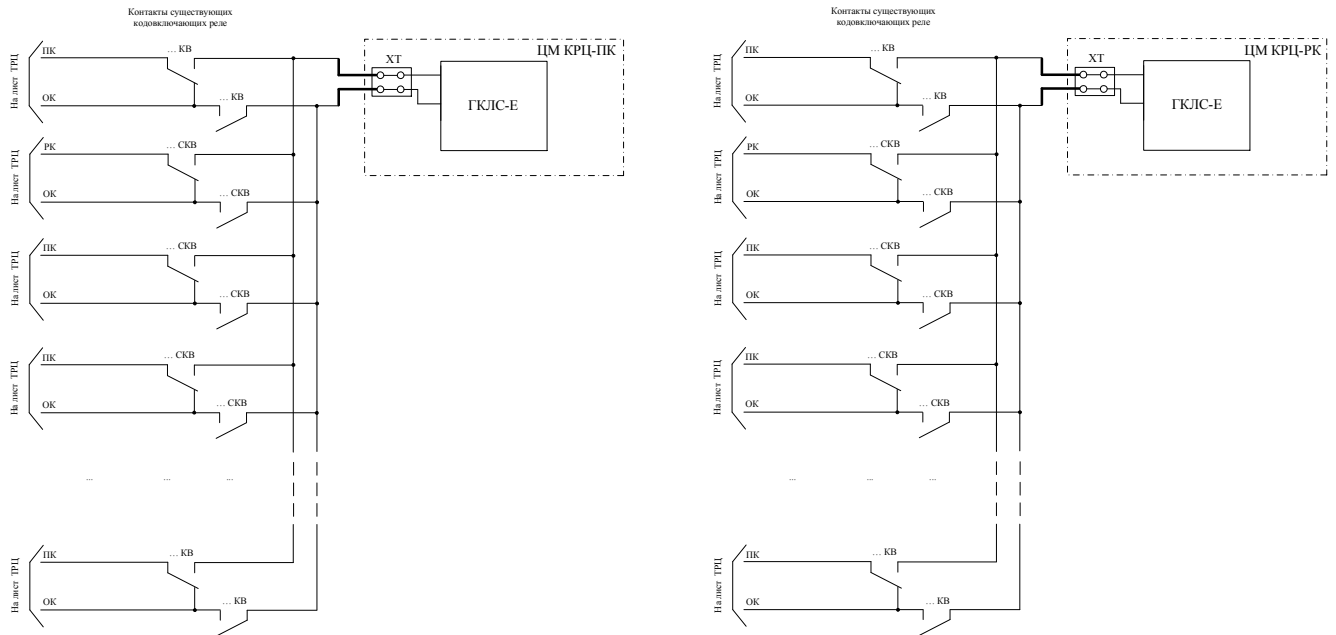 Контакты существующих
кодовключающих реле
На лист ТРЦ
ПК
... КВ
ОК
... КВ
ЦМ КРЦ-ПК
ХТ
ГКЛС-Е
На лист ТРЦ
РК
... СКВ
ОК
... СКВ
На лист ТРЦ
ПК
... СКВ
ОК
... СКВ
На лист ТРЦ
ПК
... СКВ
ОК
... СКВ
... ... ...
На лист ТРЦ
ПК
... КВ
ОК
... КВ
Контакты существующих
кодовключающих реле
На лист ТРЦ
ПК
... КВ
ОК
... КВ
ЦМ КРЦ-РК
ХТ
ГКЛС-Е
На лист ТРЦ
РК
... СКВ
ОК
... СКВ
На лист ТРЦ
ПК
... СКВ
ОК
... СКВ
На лист ТРЦ
ПК
... СКВ
ОК
... СКВ
... ... ...
На лист ТРЦ
ПК
... КВ
ОК
... КВ